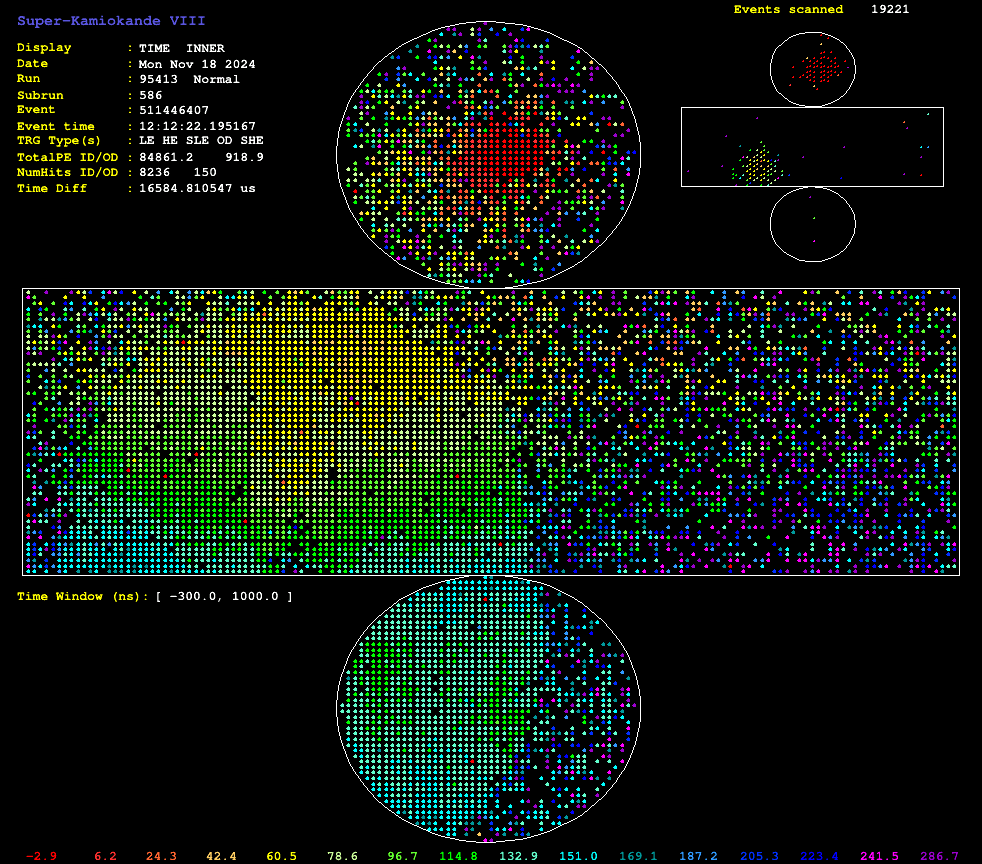 Super-Kamiokande VIII
Events scanned 19221
Display : TIME INNER
Date : Mon Nov 18 2024
Run : 95413 Normal
Subrun : 586
Event : 511446407
Event time : 12:12:22.195167
TRG Type(s) : LE HE SLE OD SHE
TotalPE ID/OD : 84861.2 918.9
NumHits ID/OD : 8236 150
Time Diff : 16584.810547 us
Time Window (ns): [ -300.0, 1000.0 ]
-2.9 6.2 24.3 42.4 60.5 78.6 96.7 114.8 132.9 151.0 169.1 187.2 205.3 223.4 241.5 286.7